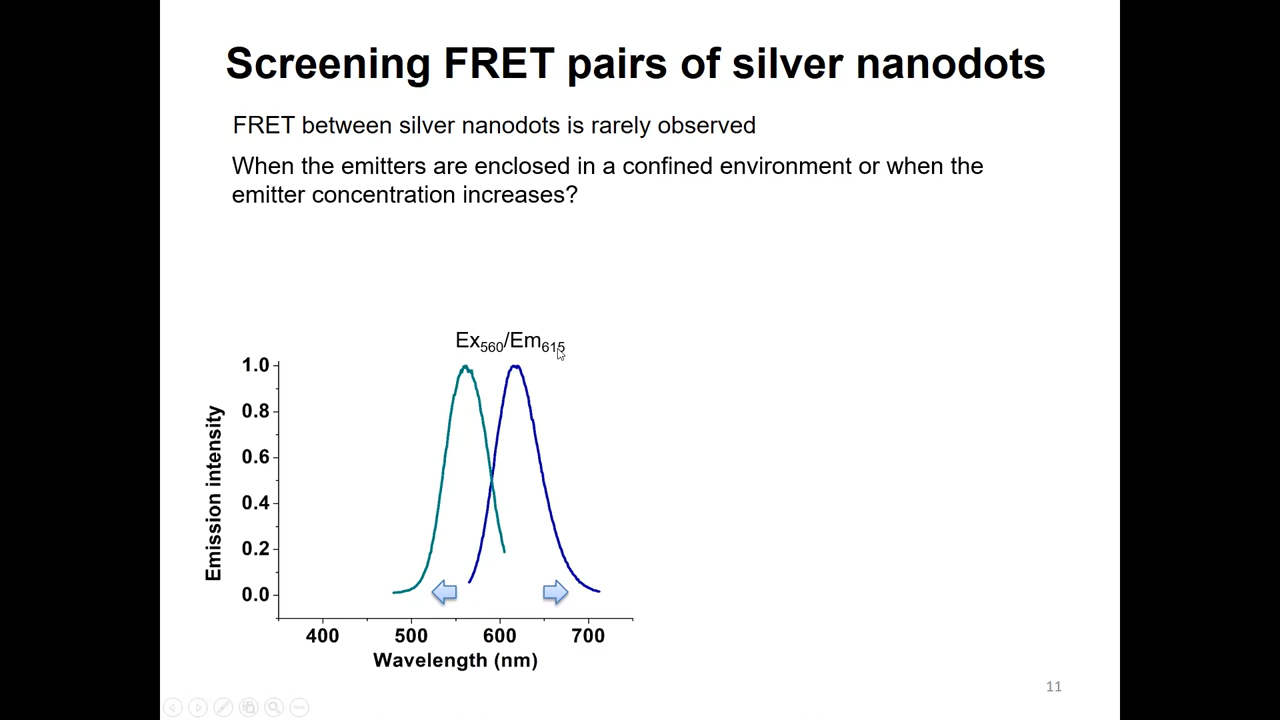 Screening FRET pairs of silver nanodots
FRET between silver nanodots is rarely observed
When the emitters are enclosed in a confined environment or when the
emitter concentration increases?
Ex560/Em615
Emission intensity
1.0
0.8
0.6
0.4
0.2
0.0
400 500 600 700
Wavelength (nm)
11